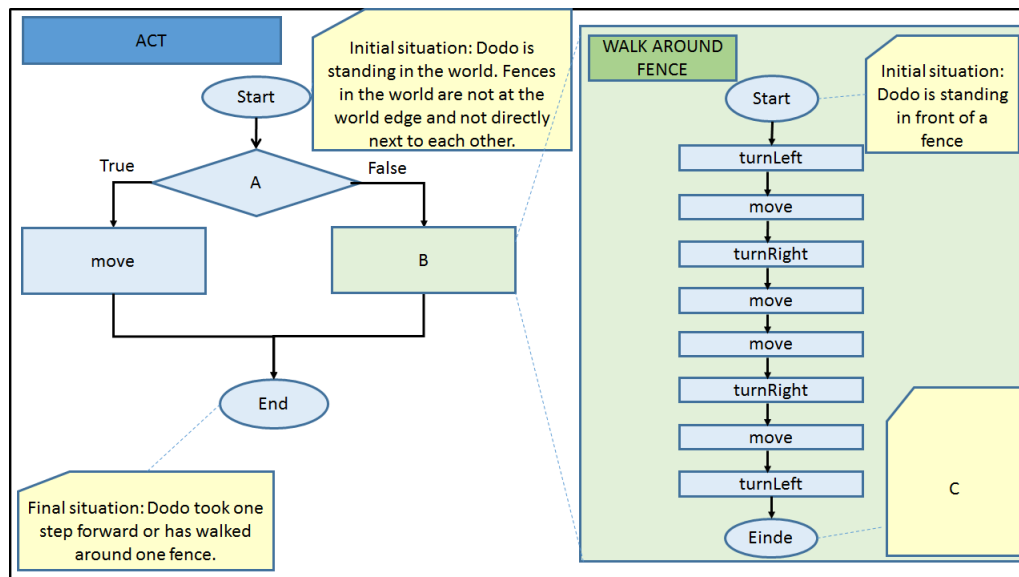 ACT
Start
Initial situation: Dodo is
standing in the world. Fences
in the world are not at the
world edge and not directly
next to each other.
True
A
False
move
B
End
Final situation: Dodo took one
step forward or has walked
around one fence.
WALK AROUND
FENCE
Start
Initial situation:
Dodo is standing
in front of a
fence
turnLeft
move
turnRight
move
move
turnRight
move
turnLeft
Einde
C